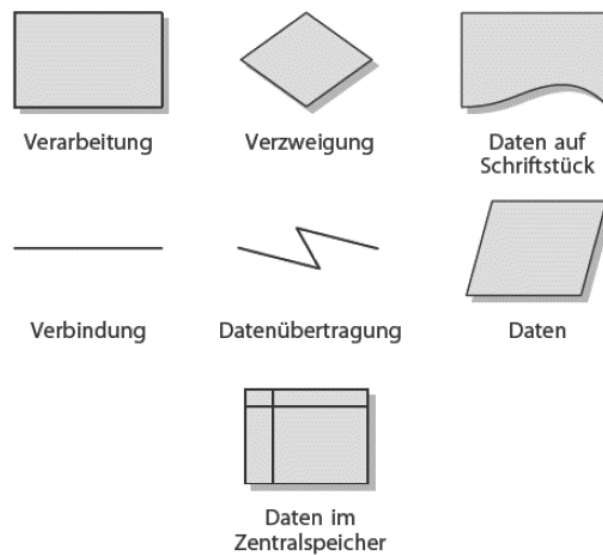 Verarbeitung
Verzweigung
Daten auf
Schriftstück
Verbindung
Datenübertragung
Daten
Daten im
Zentralspeicher